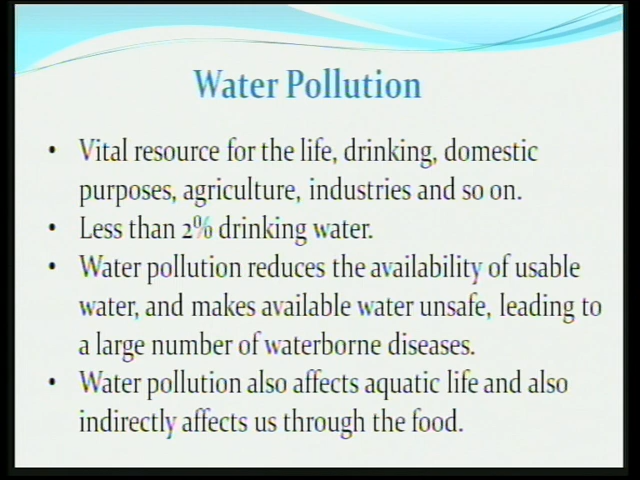 Water Pollution
• Vital resource for the life, drinking, domestic
purposes, agriculture, industries and so on.
• Less than 2% drinking water.
• Water pollution reduces the availability of usable
water, and makes available water unsafe, leading to
a large number of waterborne diseases.
• Water pollution also affects aquatic life and also
indirectly affects us through the food.